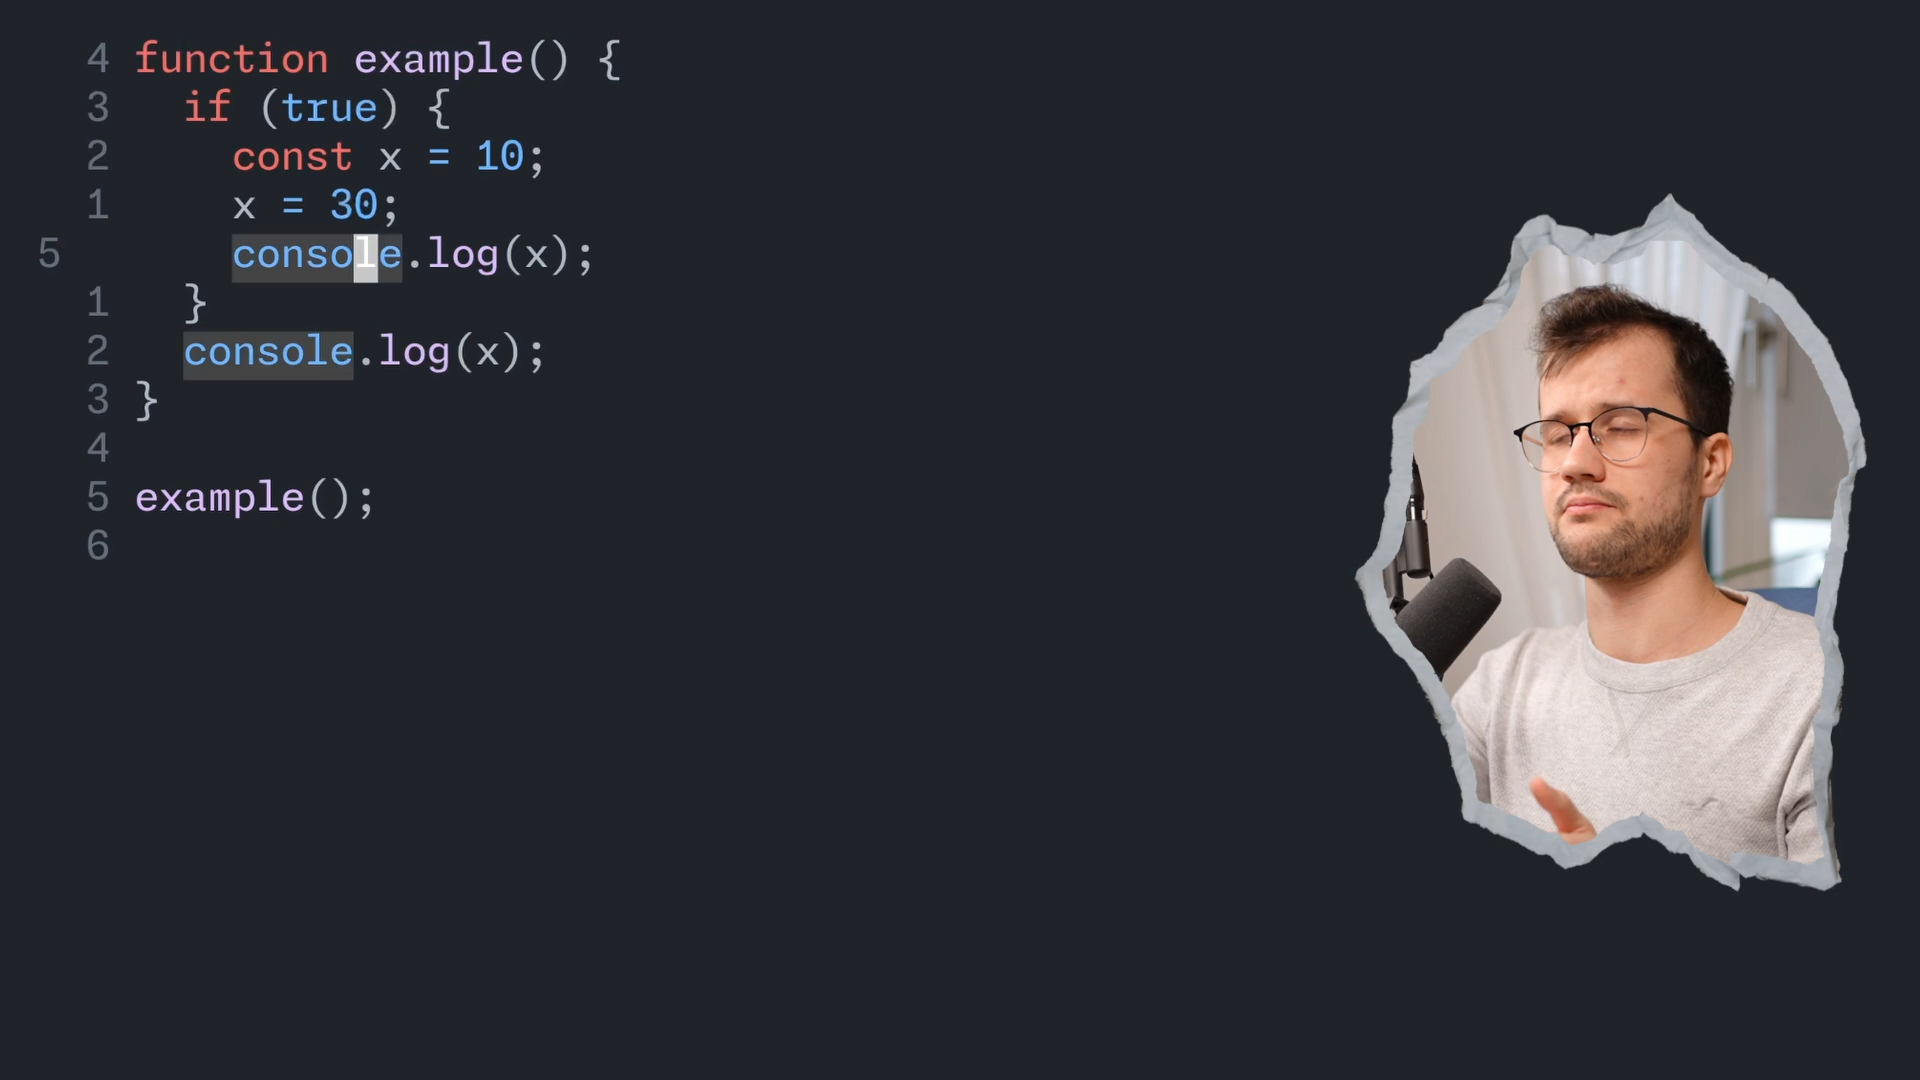 4 function example() {
3   if (true) {
2     const x = 10;
1     x = 30;
5     console.log(x);
1   }
2   console.log(x);
3 }
4
5 example();
6